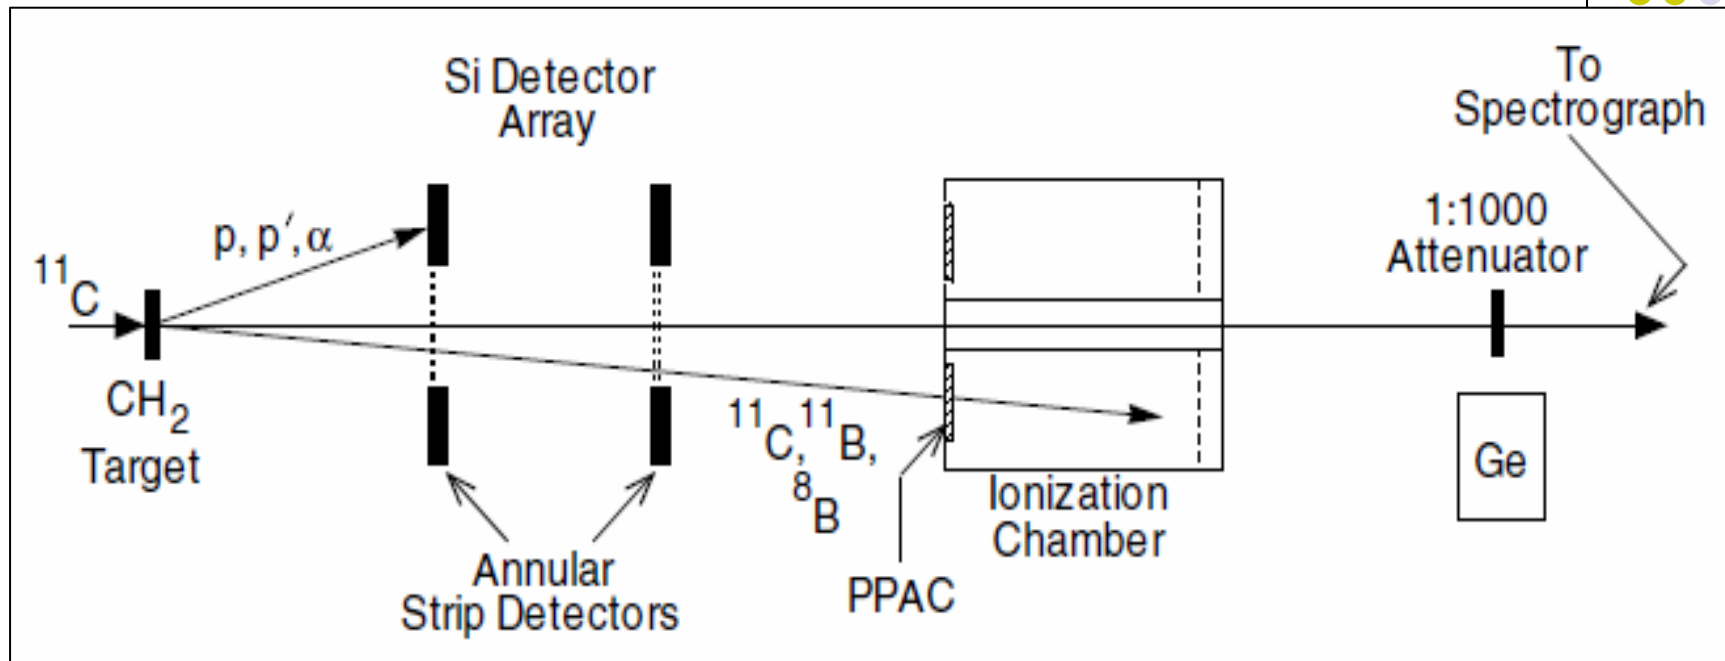 Si Detector
Array
To
Spectrograph
p, p′, α
1:1000
Attenuator
¹¹C
CH₂
Target
¹¹C, ¹¹B,
⁸B
Ge
Ionization
Chamber
Annular
Strip Detectors
PPAC